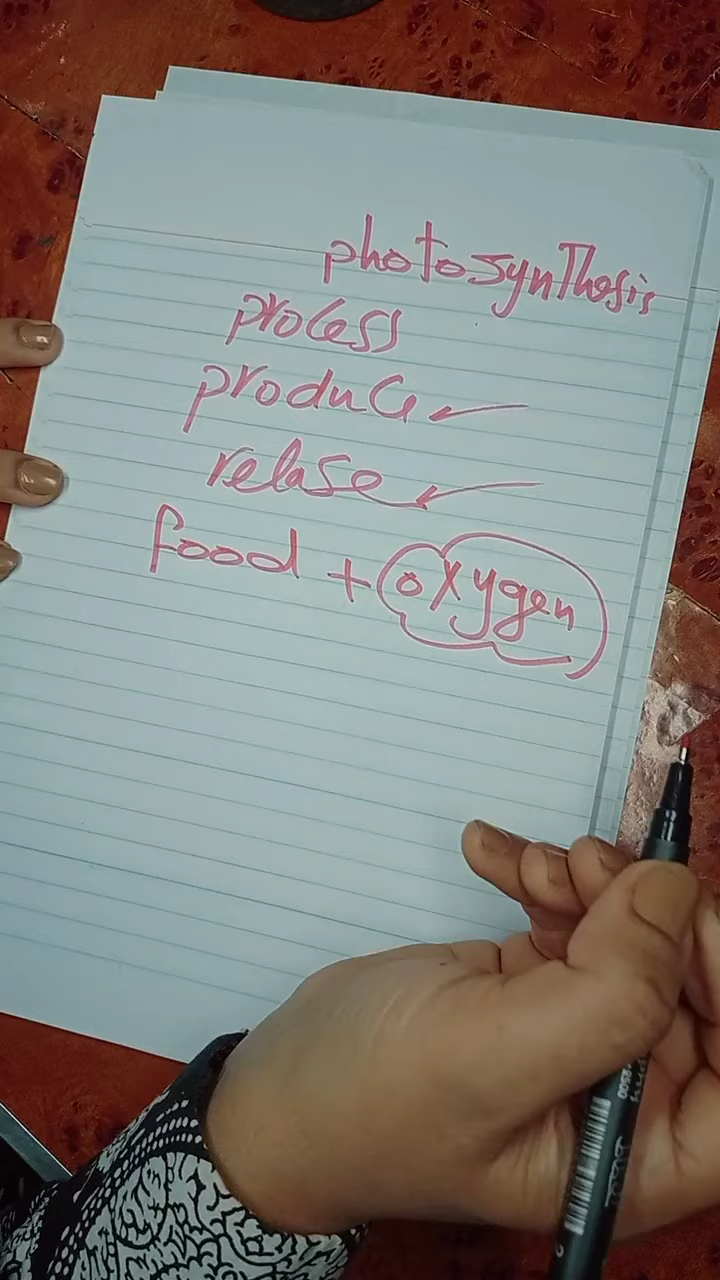 photosynthesis
process
produce
relase
food + oxygen